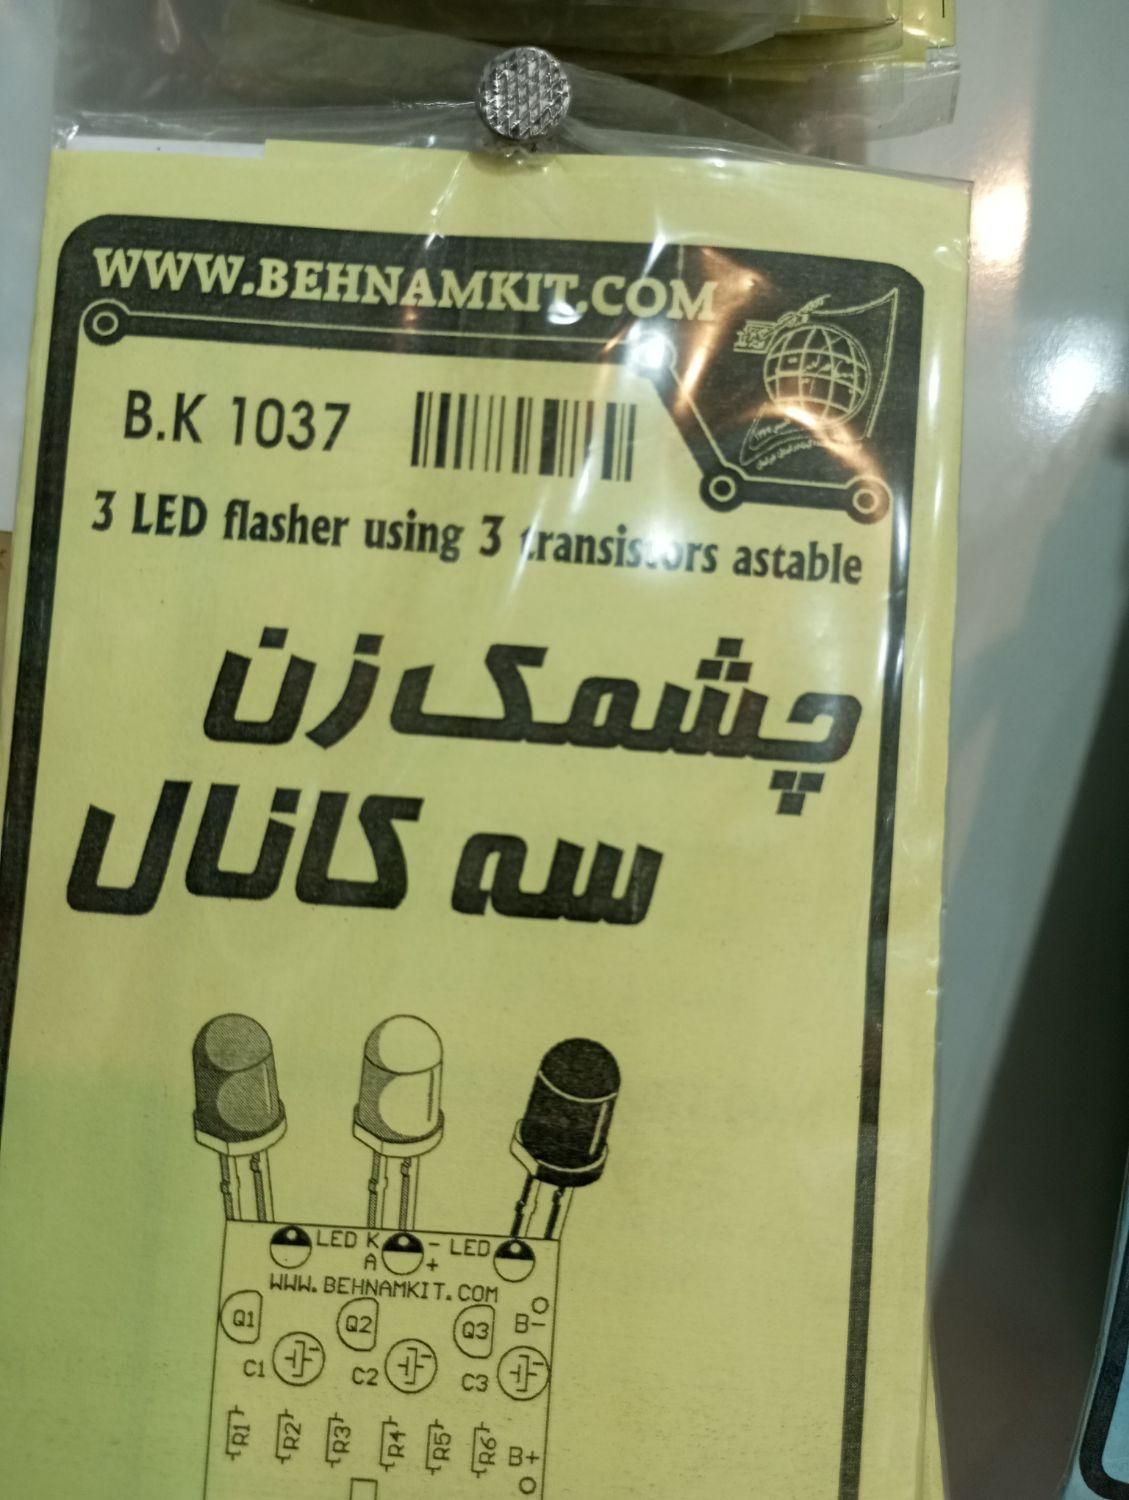 WWW.BEHNAMKIT.COM
B.K 1037
3 LED flasher using 3 transistors astable
چشمک زن
سه کانال
LED K - LED
A +
WWW.BEHNAMKIT.COM
Q1 Q2 Q3 B-
C1 C2 C3
R1 R2 R3 R4 R5 R6 B+